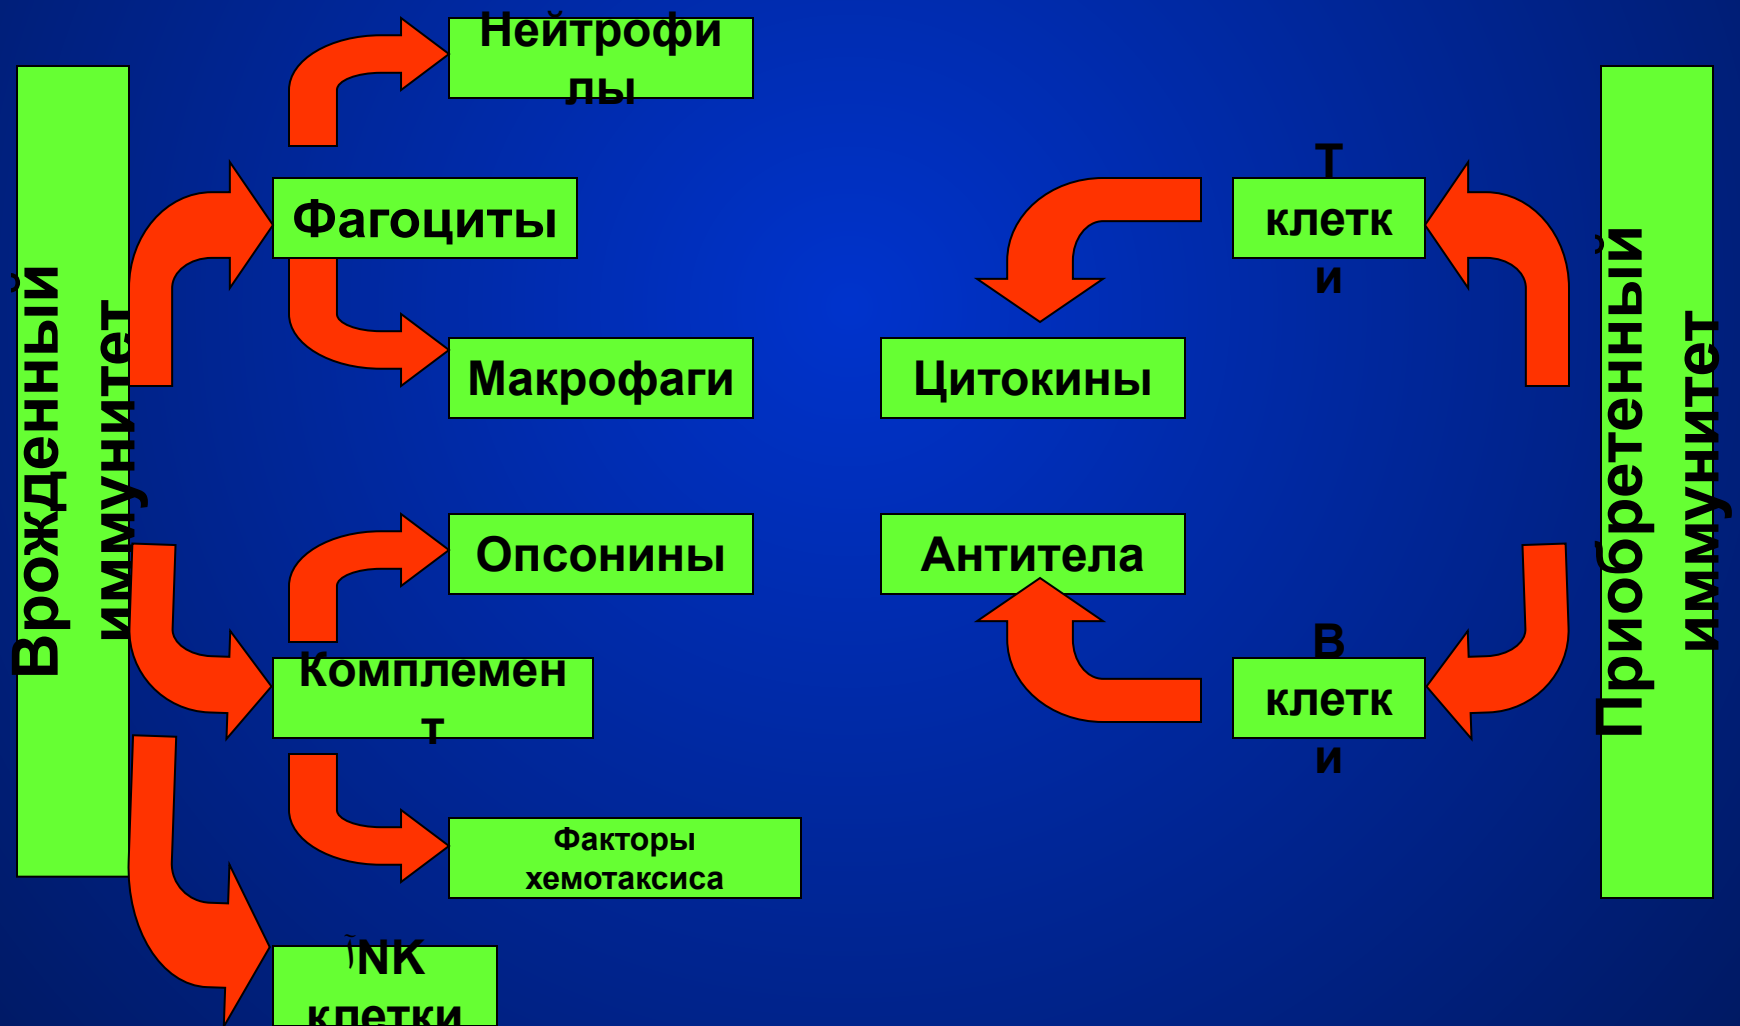 Врожденный
иммунитет
Нейтрофи
лы
Фагоциты
Макрофаги
Опсонины
Комплемен
т
Факторы
хемотаксиса
NK
клетки
Т
клетк
и
Цитокины
Антитела
В
клетк
и
Приобретенный
иммунитет